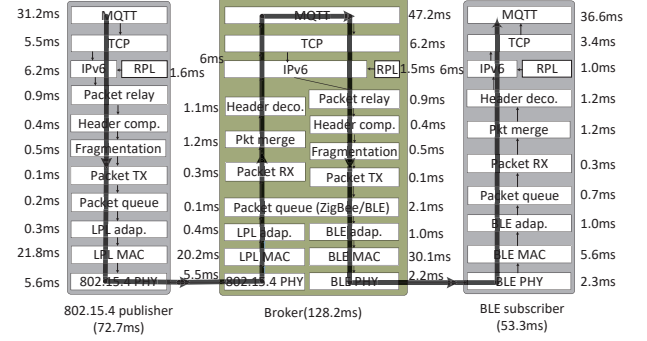 31.2ms MQTT
5.5ms TCP
6.2ms IPv6 RPL 1.6ms
0.9ms Packet relay
0.4ms Header comp.
0.5ms Fragmentation
0.1ms Packet TX
0.2ms Packet queue
0.3ms LPL adap.
21.8ms LPL MAC
5.6ms 802.15.4 PHY
802.15.4 publisher
(72.7ms)
MQTT 47.2ms
TCP 6.2ms
6ms IPv6 RPL 1.5ms
Packet relay 0.9ms
1.1ms Header deco.
Header comp. 0.4ms
1.2ms Pkt merge
Fragmentation 0.5ms
0.3ms Packet RX
Packet TX 0.1ms
0.1ms Packet queue (ZigBee/BLE) 2.1ms
0.4ms LPL adap. BLE adap. 1.0ms
20.2ms LPL MAC BLE MAC 30.1ms
5.5ms 802.15.4 PHY BLE PHY 2.2ms
Broker(128.2ms)
MQTT 36.6ms
TCP 3.4ms
6ms IPv6 RPL 1.0ms
Header deco. 1.2ms
Pkt merge 1.2ms
Packet RX 0.3ms
Packet queue 0.7ms
BLE adap. 1.0ms
BLE MAC 5.6ms
BLE PHY 2.3ms
BLE subscriber
(53.3ms)